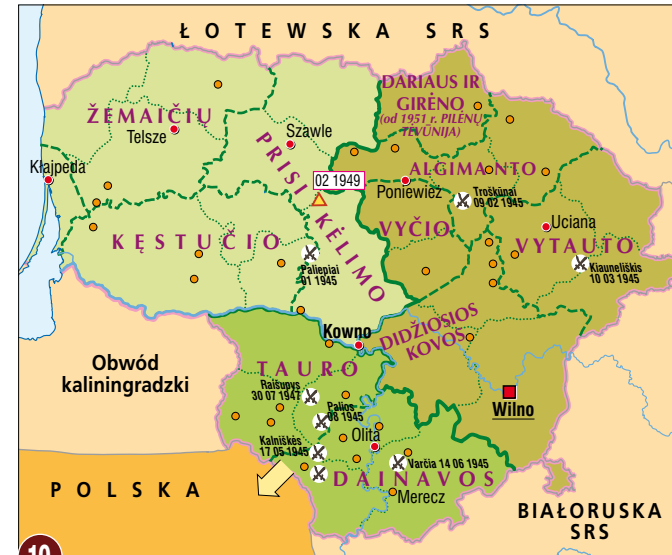 ŁOTEWSKA SRS
DARIAUS IR
GIRĖNO
(od 1951 r. PILĖNŲ
TĖVŪNIJA)
ŽEMAIČIŲ
Telsze
Szawle
PRISIKĖLIMO
Kłajpeda
02 1949
ALGIMANTO
Poniewież
Troškūnai
09 02 1945
VYČIO
Uciana
VYTAUTO
KĘSTUČIO
Paliepiai
01 1945
Kiauneliškis
10 03 1945
DIDŽIOSIOS
KOVOS
Kowno
Obwód
kaliningradzki
TAURO
Raišupys
30 07 1947
Palios
08 1945
Wilno
Kalniškės
17 05 1945
Olita
Varčia 14 06 1945
DAINAVOS
Merecz
POLSKA
BIAŁORUSKA
SRS
10